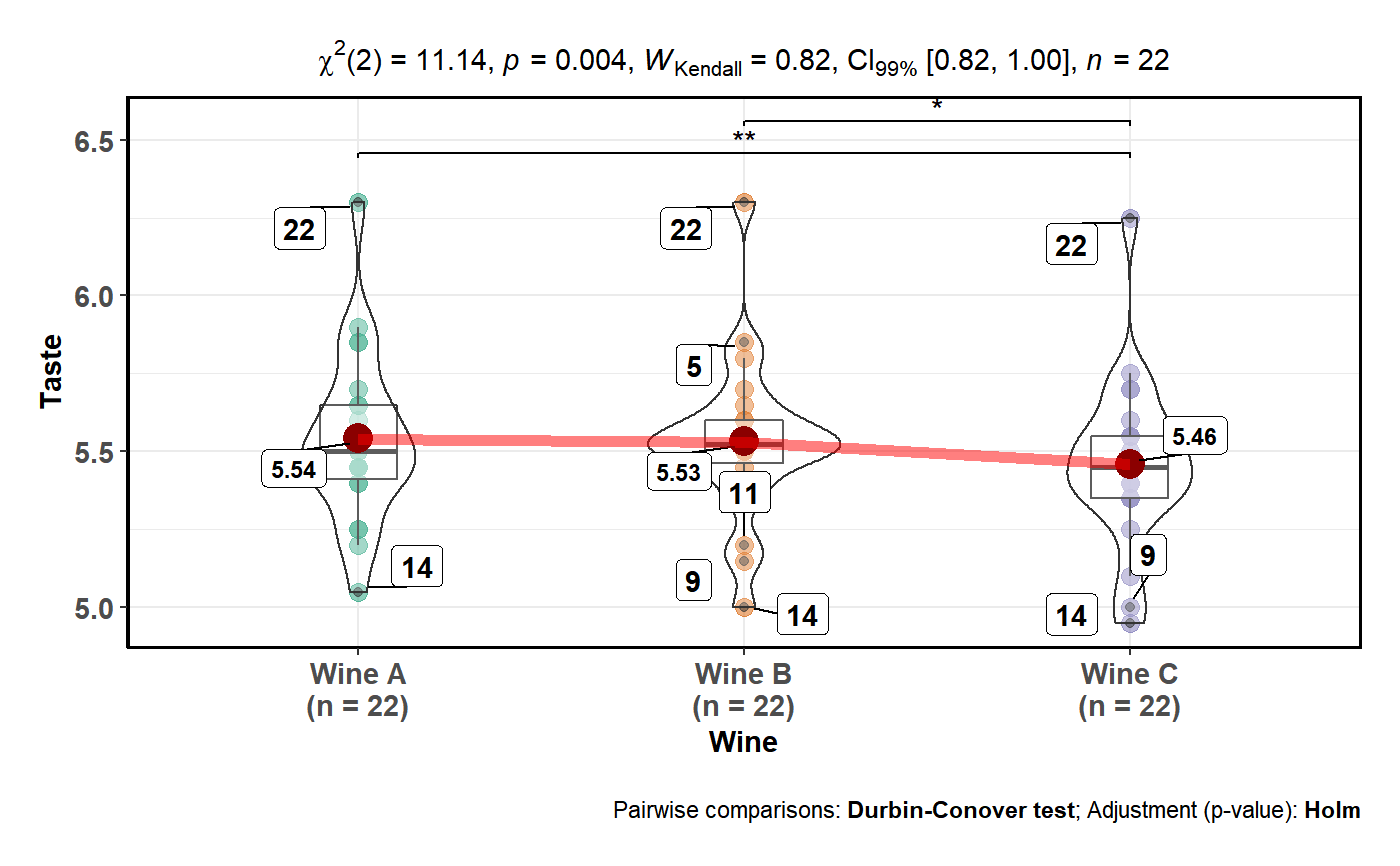 χ²(2) = 11.14, p = 0.004, W_Kendall = 0.82, CI_99% [0.82, 1.00], n = 22
*
**
6.5
6.0
5.5
5.0
Taste
22
22
22
5
5.54
5.53
5.46
11
14
9
9
14
14
Wine A
(n = 22)
Wine B
(n = 22)
Wine C
(n = 22)
Wine
Pairwise comparisons: Durbin-Conover test; Adjustment (p-value): Holm